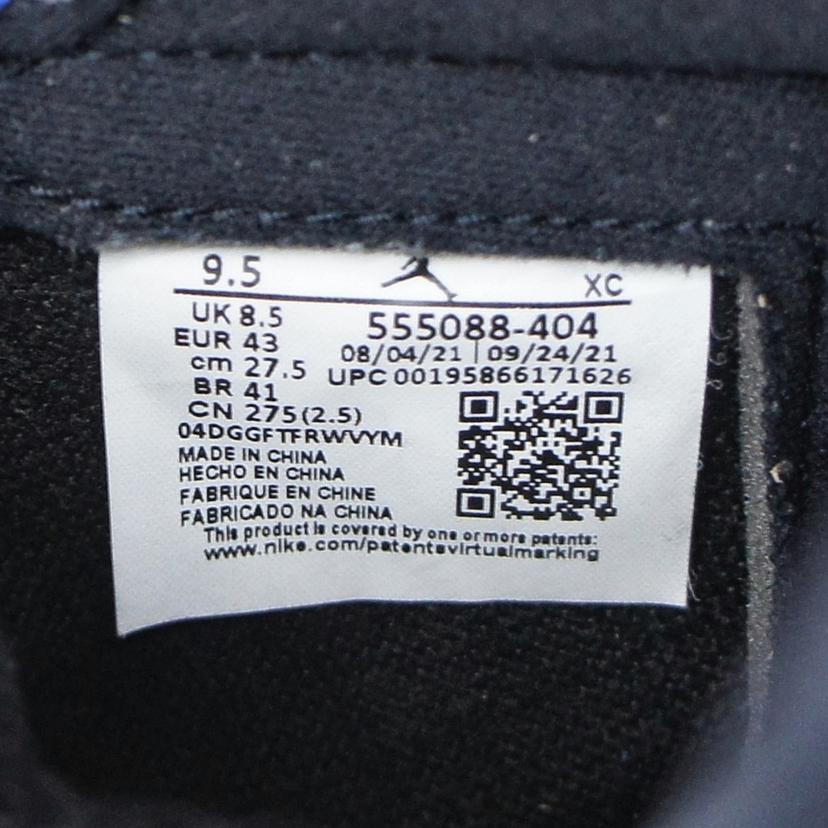 9.5 XC
UK 8.5
EUR 43
cm 27.5
BR 41
CN 275(2.5)
555088-404
08/04/21 | 09/24/21
UPC 00195866171626
04DGGFTFRWVYM
MADE IN CHINA
HECHO EN CHINA
FABRIQUE EN CHINE
FABRICADO NA CHINA
This product is covered by one or more patents:
www.nike.com/patentsvirtualmarking